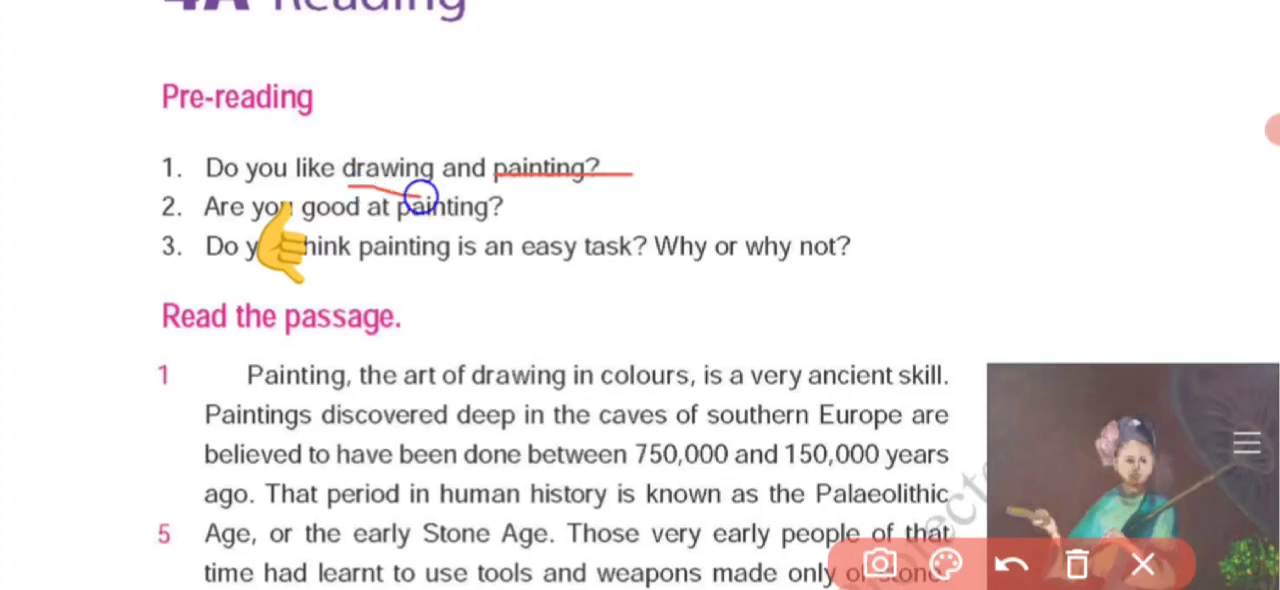 4A Reading
Pre-reading
1. Do you like drawing and painting?
2. Are you good at painting?
3. Do y hink painting is an easy task? Why or why not?
Read the passage.
1 Painting, the art of drawing in colours, is a very ancient skill.
Paintings discovered deep in the caves of southern Europe are
believed to have been done between 750,000 and 150,000 years
ago. That period in human history is known as the Palaeolithic
5 Age, or the early Stone Age. Those very early people of that
time had learnt to use tools and weapons made only of stone.